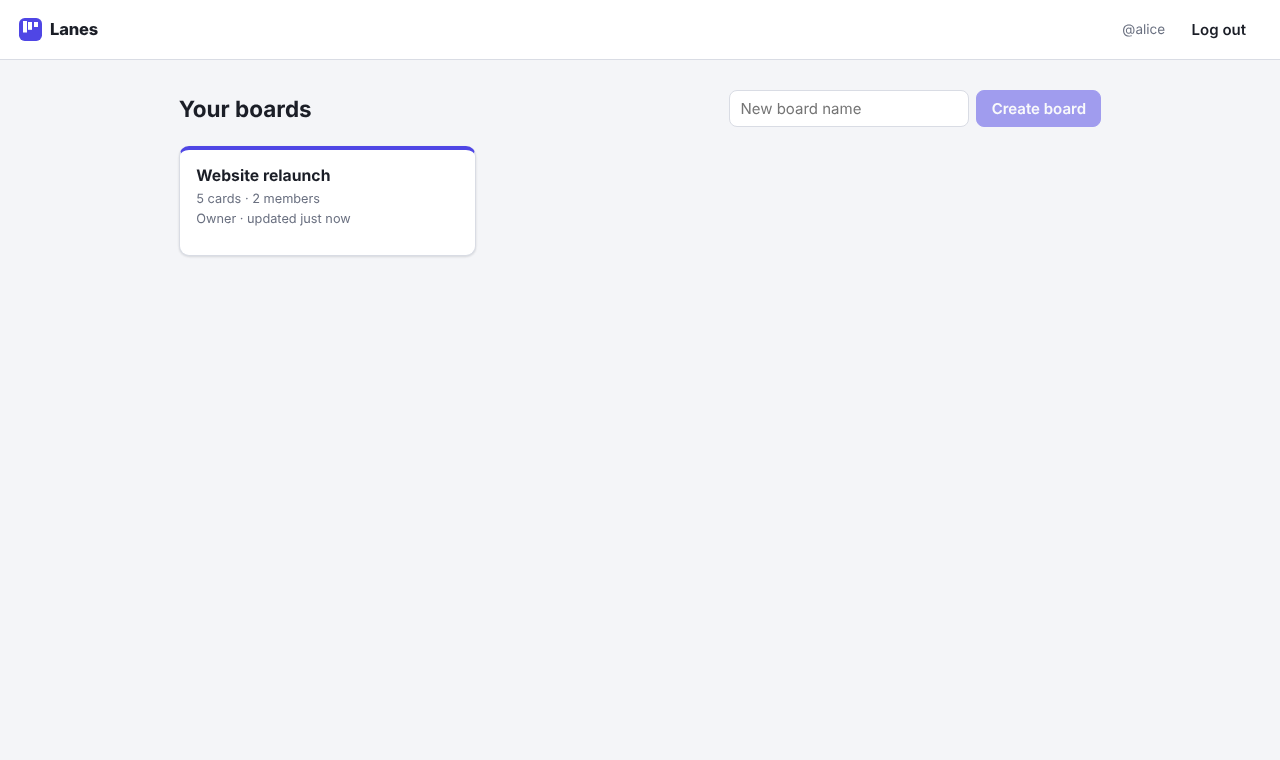 Lanes
@alice
Log out
Your boards
New board name
Create board
Website relaunch
5 cards · 2 members
Owner · updated just now